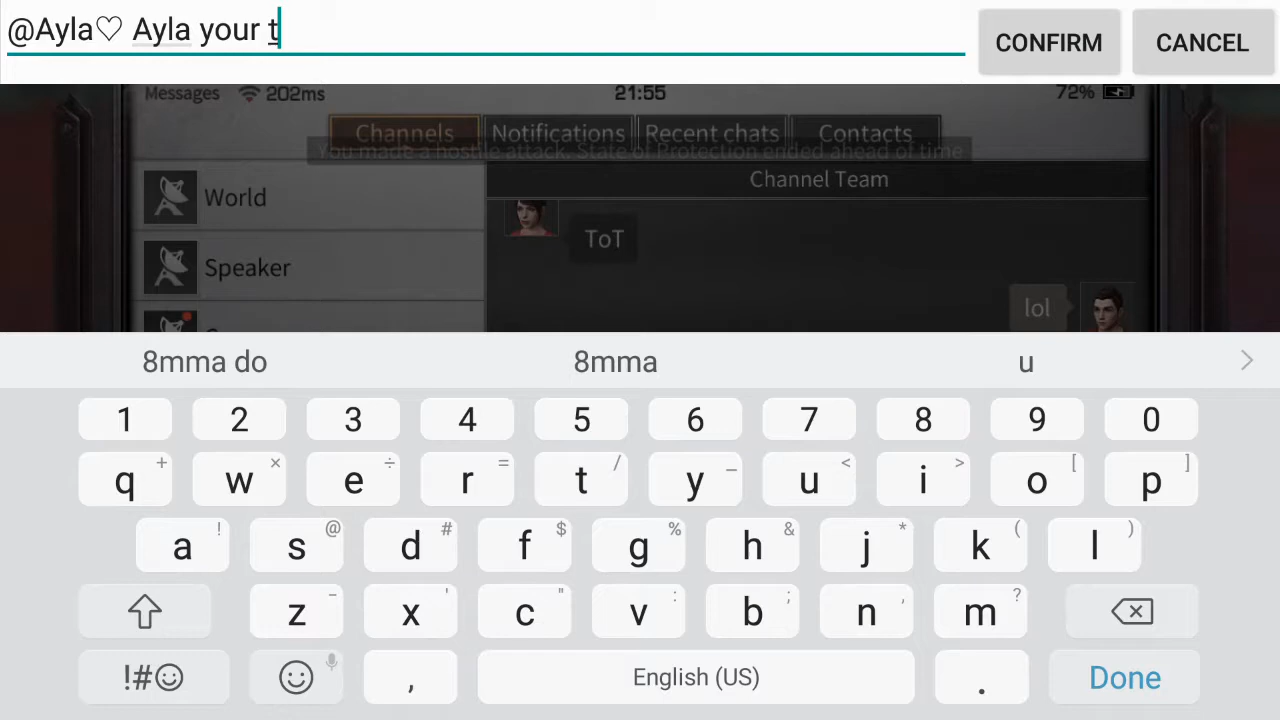 @Ayla♡ Ayla your t
CONFIRM
CANCEL
Messages
202ms
21:55
72%
Channels
Notifications
Recent chats
Contacts
You made a hostile attack. State of Protection ended ahead of time
Channel Team
World
Speaker
ToT
lol
8mma do
8mma
u
1 2 3 4 5 6 7 8 9 0
q + w × e ÷ r = t / y _ u < i > o [ p ]
a ! s @ d # f $ g % h & j * k ( l )
z - x ' c " v : b ; n , m ?
!#☺ ☺ , English (US) . Done